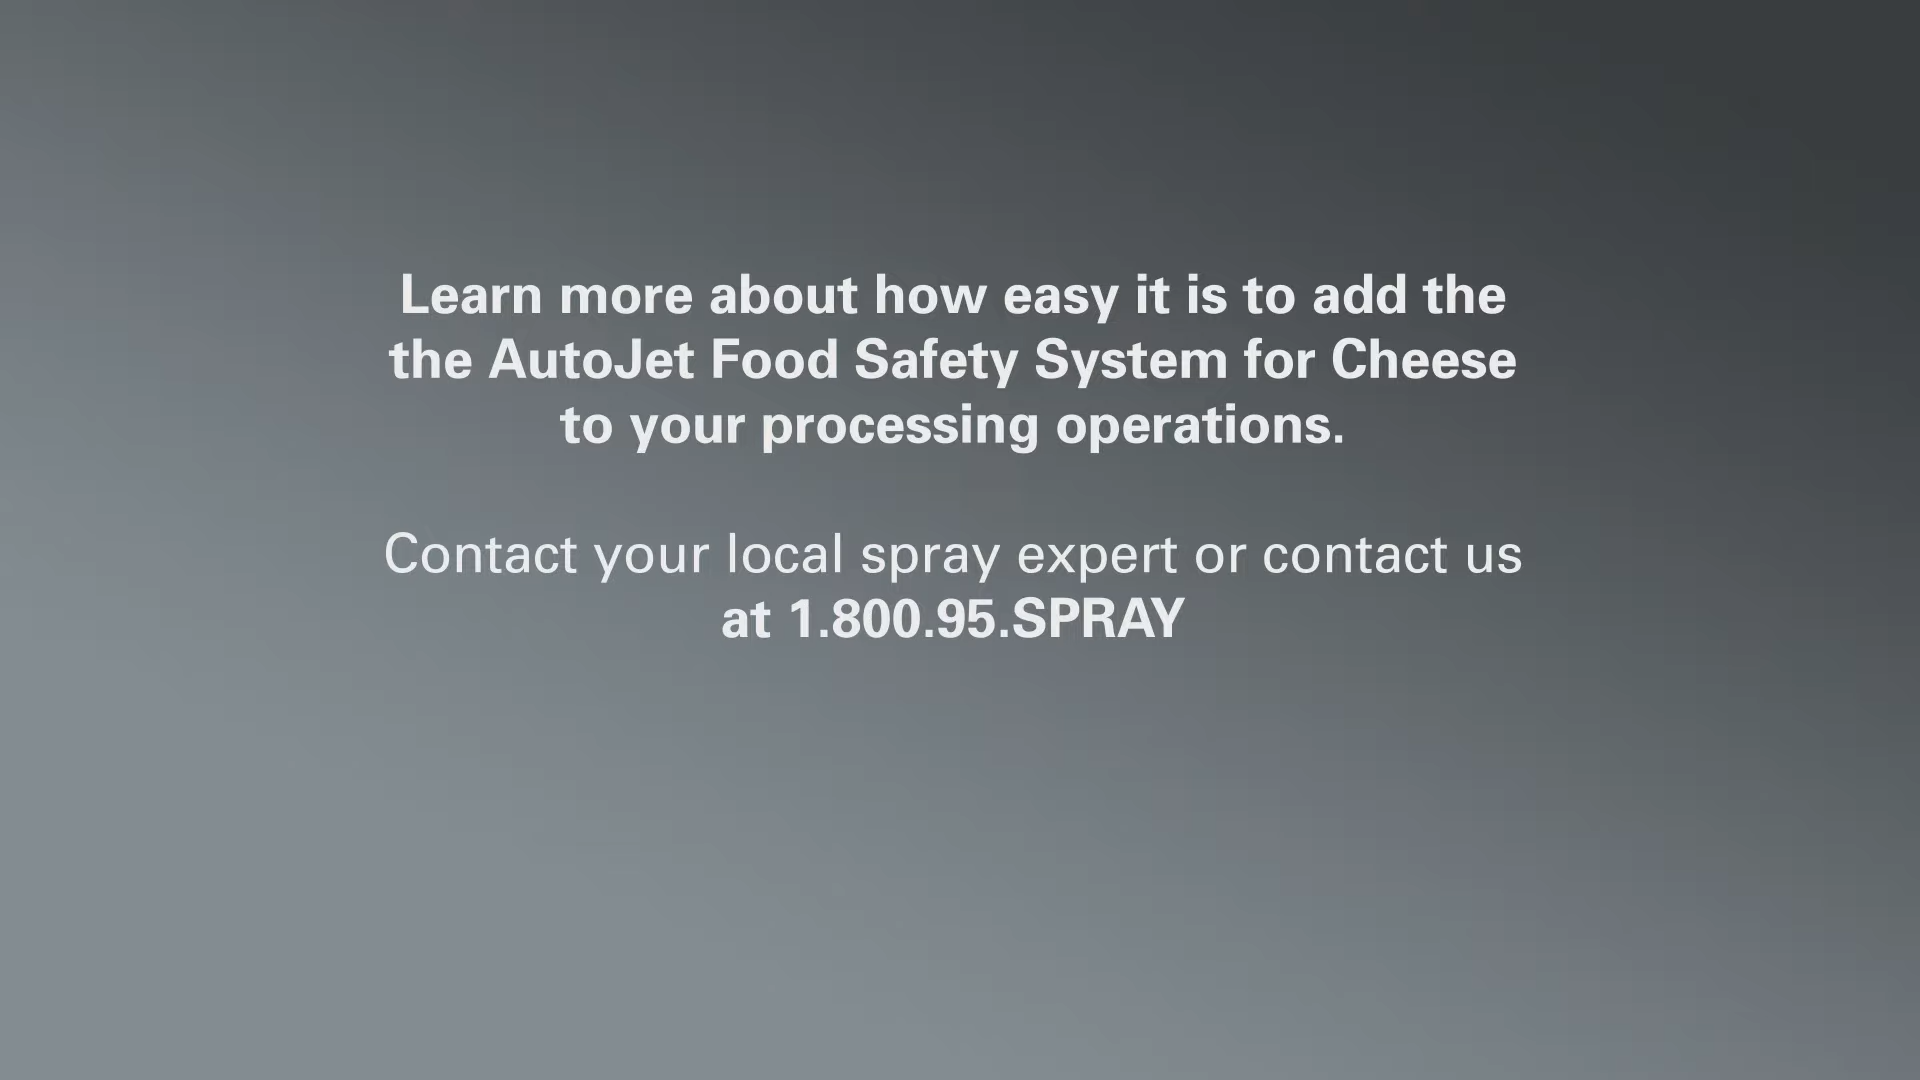 Learn more about how easy it is to add the
the AutoJet Food Safety System for Cheese
to your processing operations.
Contact your local spray expert or contact us
at 1.800.95.SPRAY